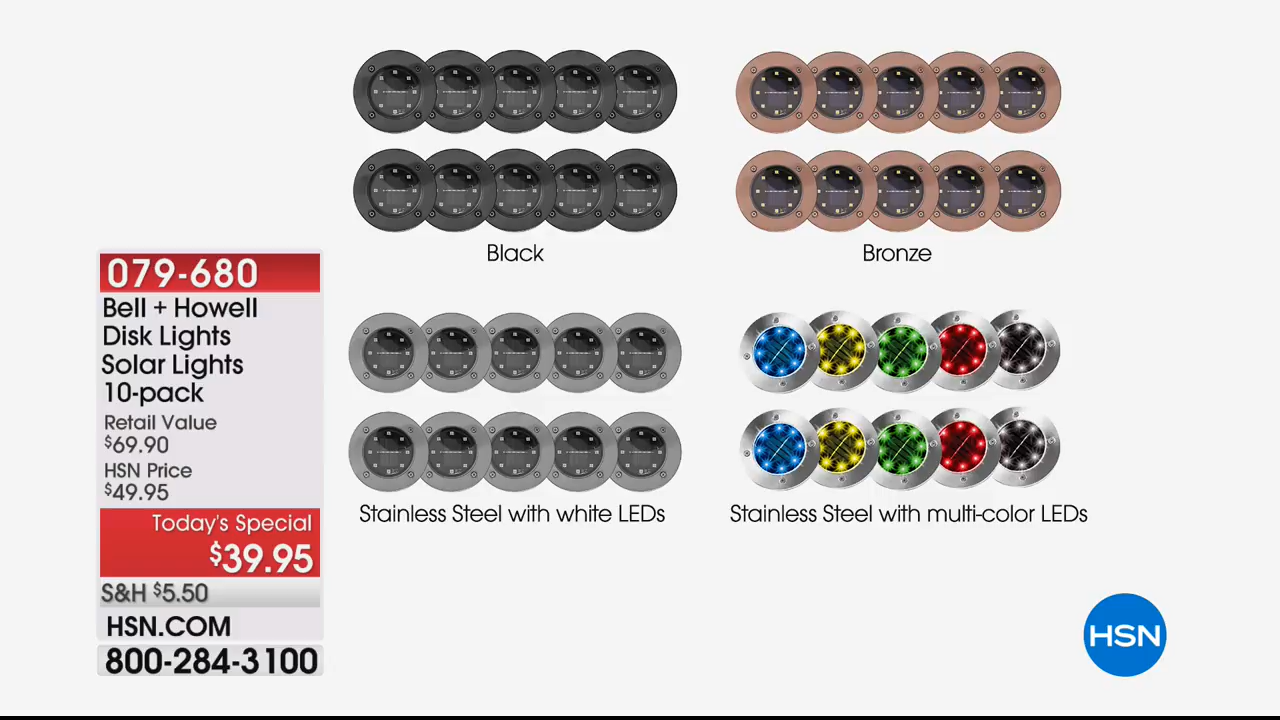 079-680
Bell + Howell
Disk Lights
Solar Lights
10-pack
Retail Value
$69.90
HSN Price
$49.95
Today's Special
$39.95
S&H $5.50
HSN.COM
800-284-3100
Black
Bronze
Stainless Steel with white LEDs
Stainless Steel with multi-color LEDs
HSN